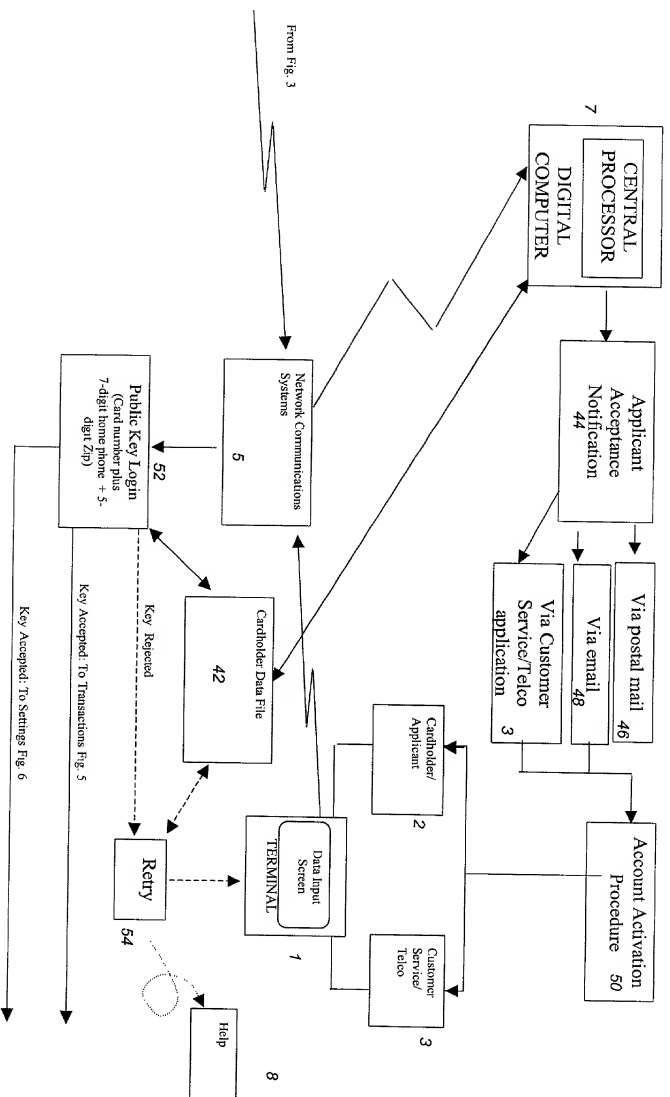 7
CENTRAL
PROCESSOR
DIGITAL
COMPUTER
Applicant
Acceptance
Notification
44
Via postal mail
46
Via email
48
Via Customer
Service/Telco
application
3
Account Activation
Procedure
50
Cardholder/
Applicant
2
Customer
Service/
Telco
3
From Fig. 3
Network Communications
Systems
5
Data Input
Screen
TERMINAL
1
Cardholder Data File
42
Public Key Login
(Card number plus
7-digit home phone + 5-
digit Zip)
52
Key Rejected
Retry
54
Help
8
Key Accepted: To Transactions Fig. 5
Key Accepted: To Settings Fig. 6